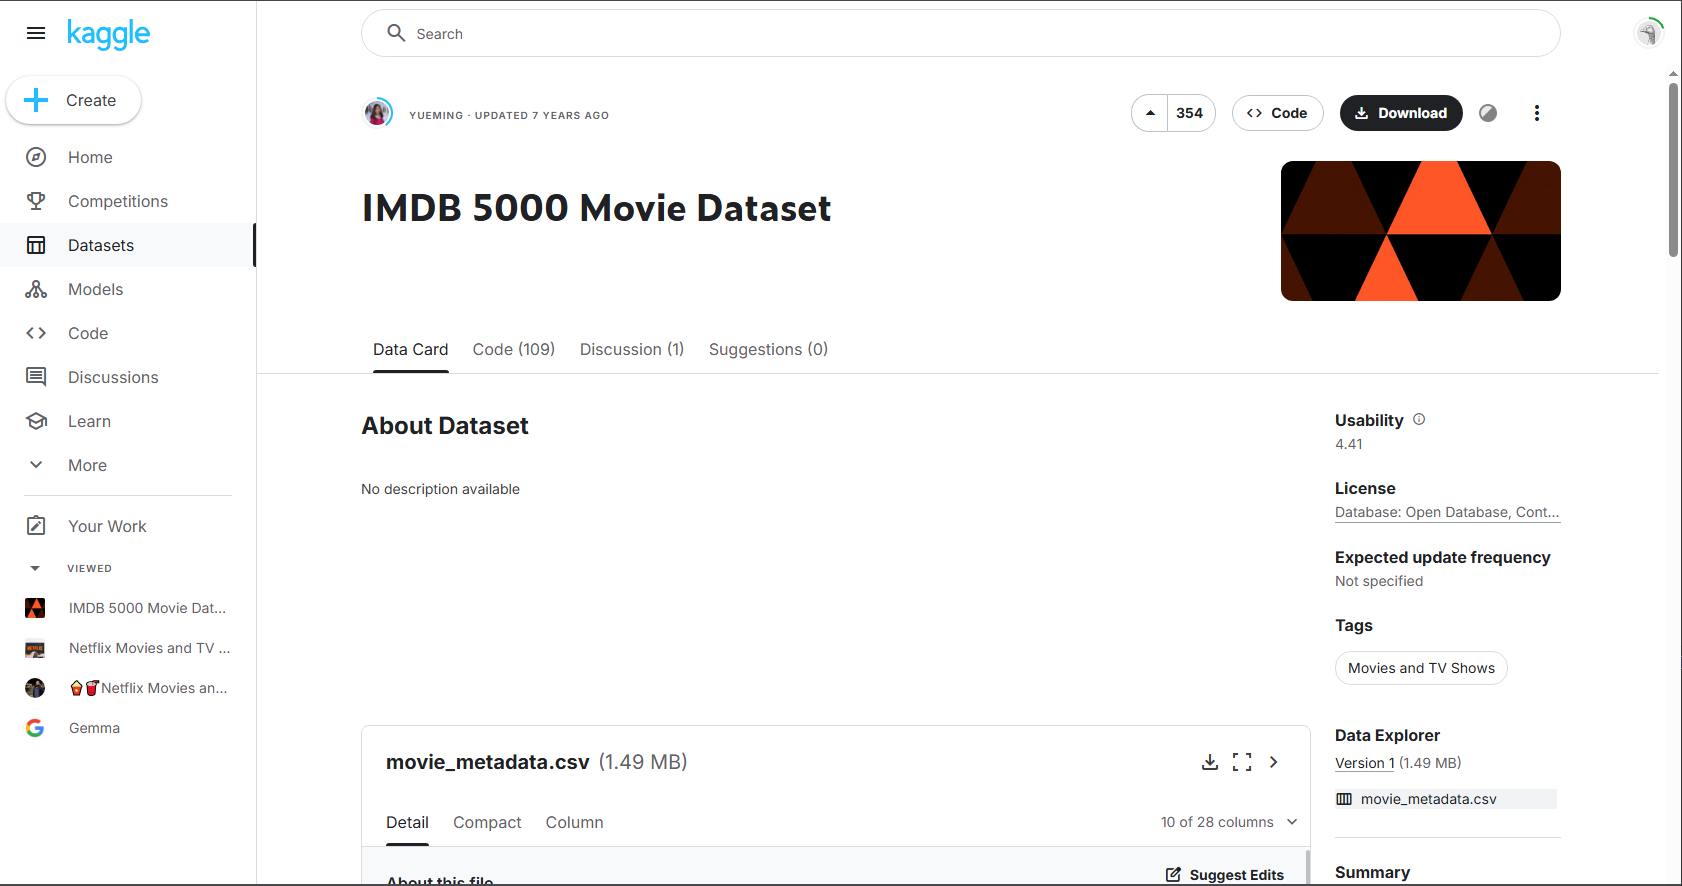 kaggle
Search
Create
Home
Competitions
Datasets
Models
Code
Discussions
Learn
More
Your Work
VIEWED
IMDB 5000 Movie Dat...
Netflix Movies and TV ...
🍿🥤Netflix Movies an...
Gemma
YUEMING · UPDATED 7 YEARS AGO
354
Code
Download
IMDB 5000 Movie Dataset
Data Card
Code (109)
Discussion (1)
Suggestions (0)
About Dataset
No description available
Usability
4.41
License
Database: Open Database, Cont...
Expected update frequency
Not specified
Tags
Movies and TV Shows
movie_metadata.csv (1.49 MB)
Detail
Compact
Column
10 of 28 columns
About this file
Suggest Edits
Data Explorer
Version 1 (1.49 MB)
movie_metadata.csv
Summary